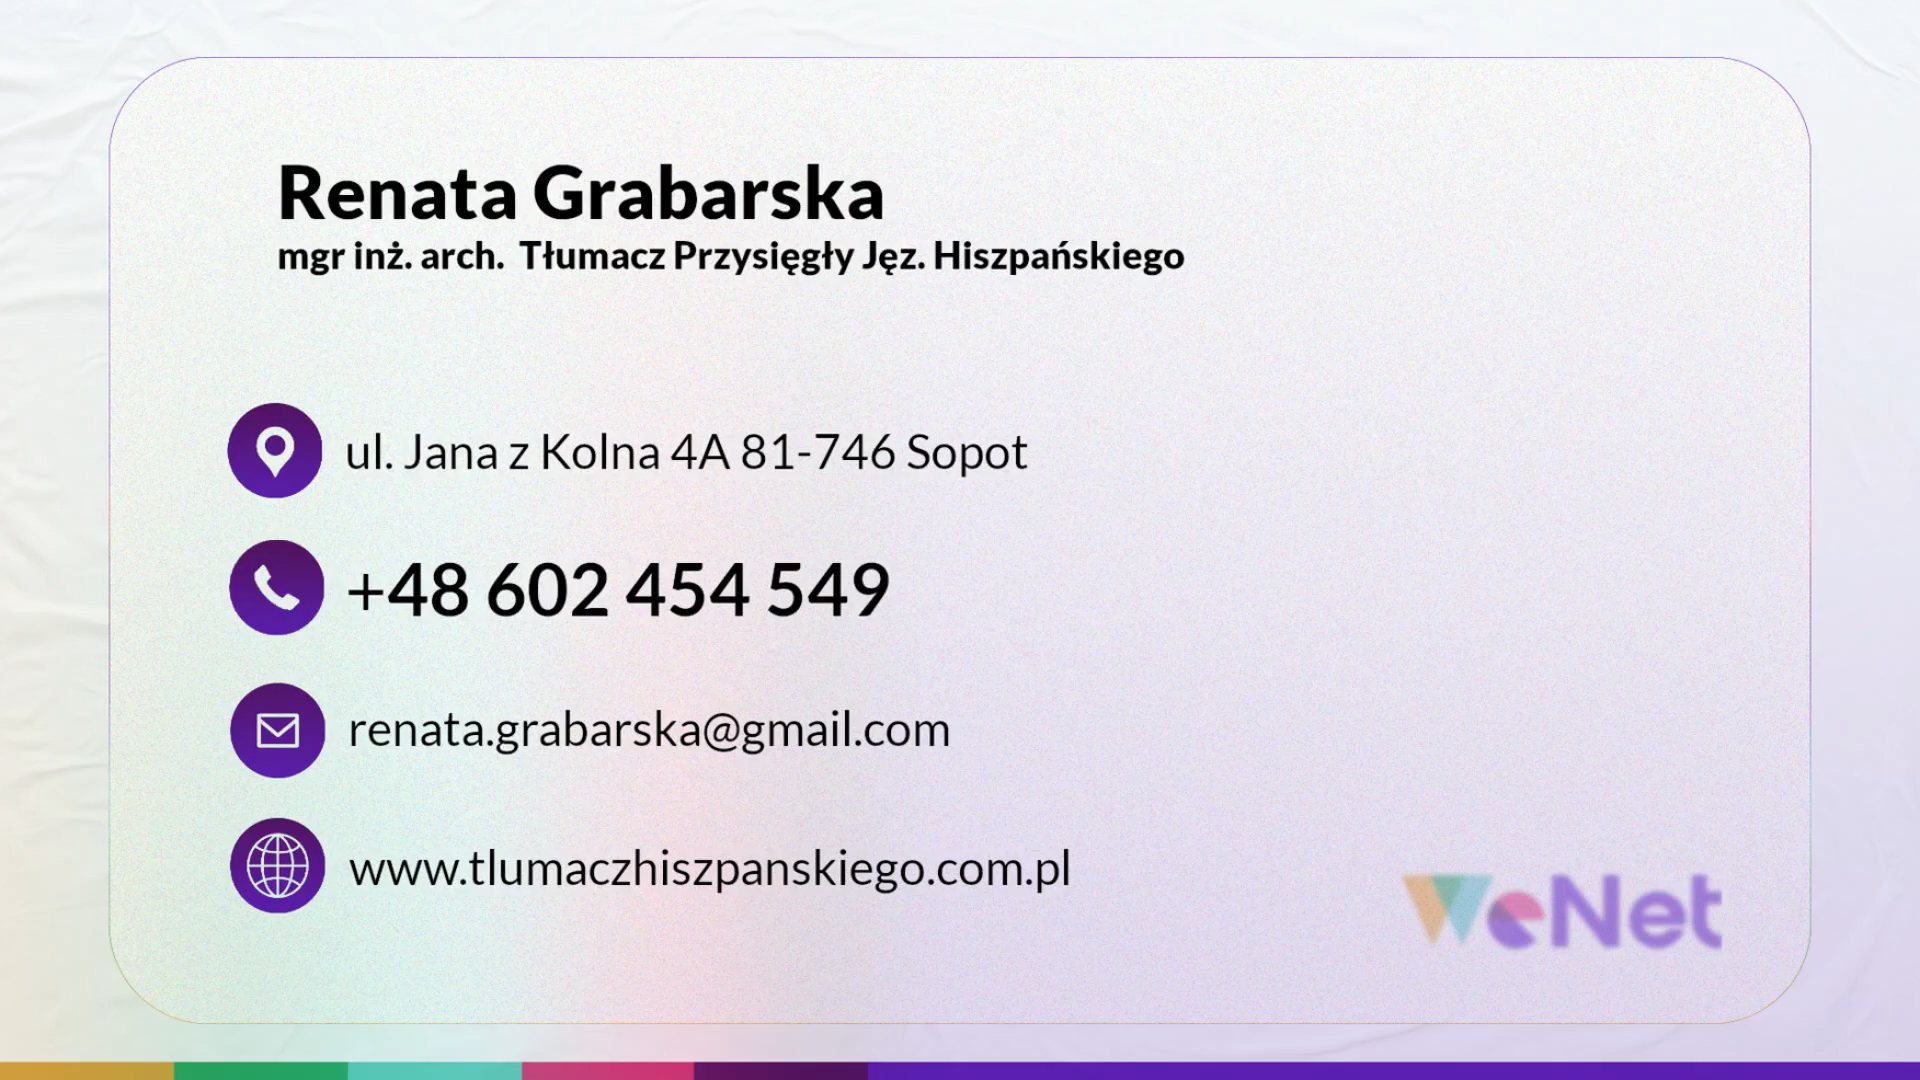 Renata Grabarska
mgr inż. arch. Tłumacz Przysięgły Jęz. Hiszpańskiego
ul. Jana z Kolna 4A 81-746 Sopot
+48 602 454 549
renata.grabarska@gmail.com
www.tlumaczhiszpanskiego.com.pl
WeNet